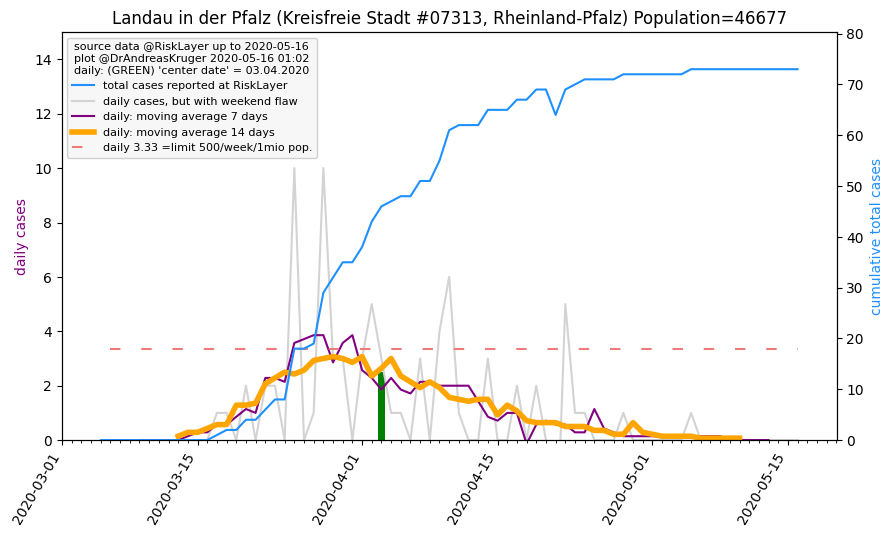 Landau in der Pfalz (Kreisfreie Stadt #07313, Rheinland-Pfalz) Population=46677
source data @RiskLayer up to 2020-05-16
plot @DrAndreasKruger 2020-05-16 01:02
daily: (GREEN) 'center date' = 03.04.2020
total cases reported at RiskLayer
daily cases, but with weekend flaw
daily: moving average 7 days
daily: moving average 14 days
daily 3.33 =limit 500/week/1mio pop.
daily cases
14
12
10
8
6
4
2
0
cumulative total cases
80
70
60
50
40
30
20
10
0
2020-03-01
2020-03-15
2020-04-01
2020-04-15
2020-05-01
2020-05-15